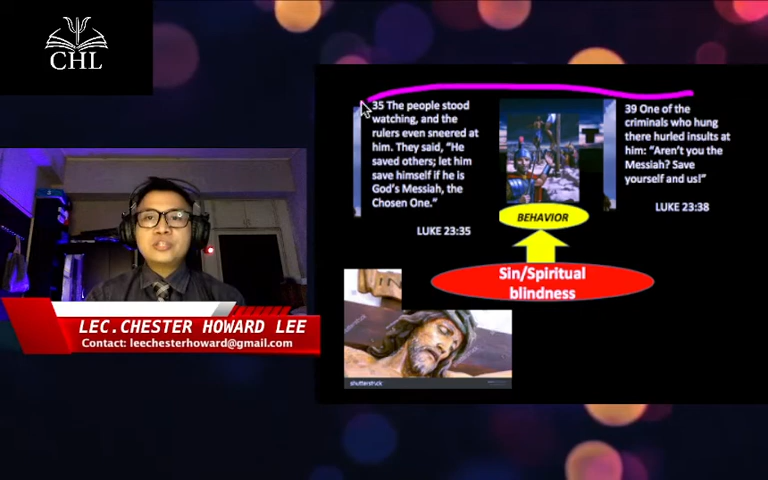 CHL
35 The people stood
watching, and the
rulers even sneered at
him. They said, “He
saved others; let him
save himself if he is
God’s Messiah, the
Chosen One.”
LUKE 23:35
39 One of the
criminals who hung
there hurled insults at
him: “Aren’t you the
Messiah? Save
yourself and us!”
LUKE 23:38
BEHAVIOR
Sin/Spiritual
blindness
LEC.CHESTER HOWARD LEE
Contact: leechesterhoward@gmail.com
shutterstock